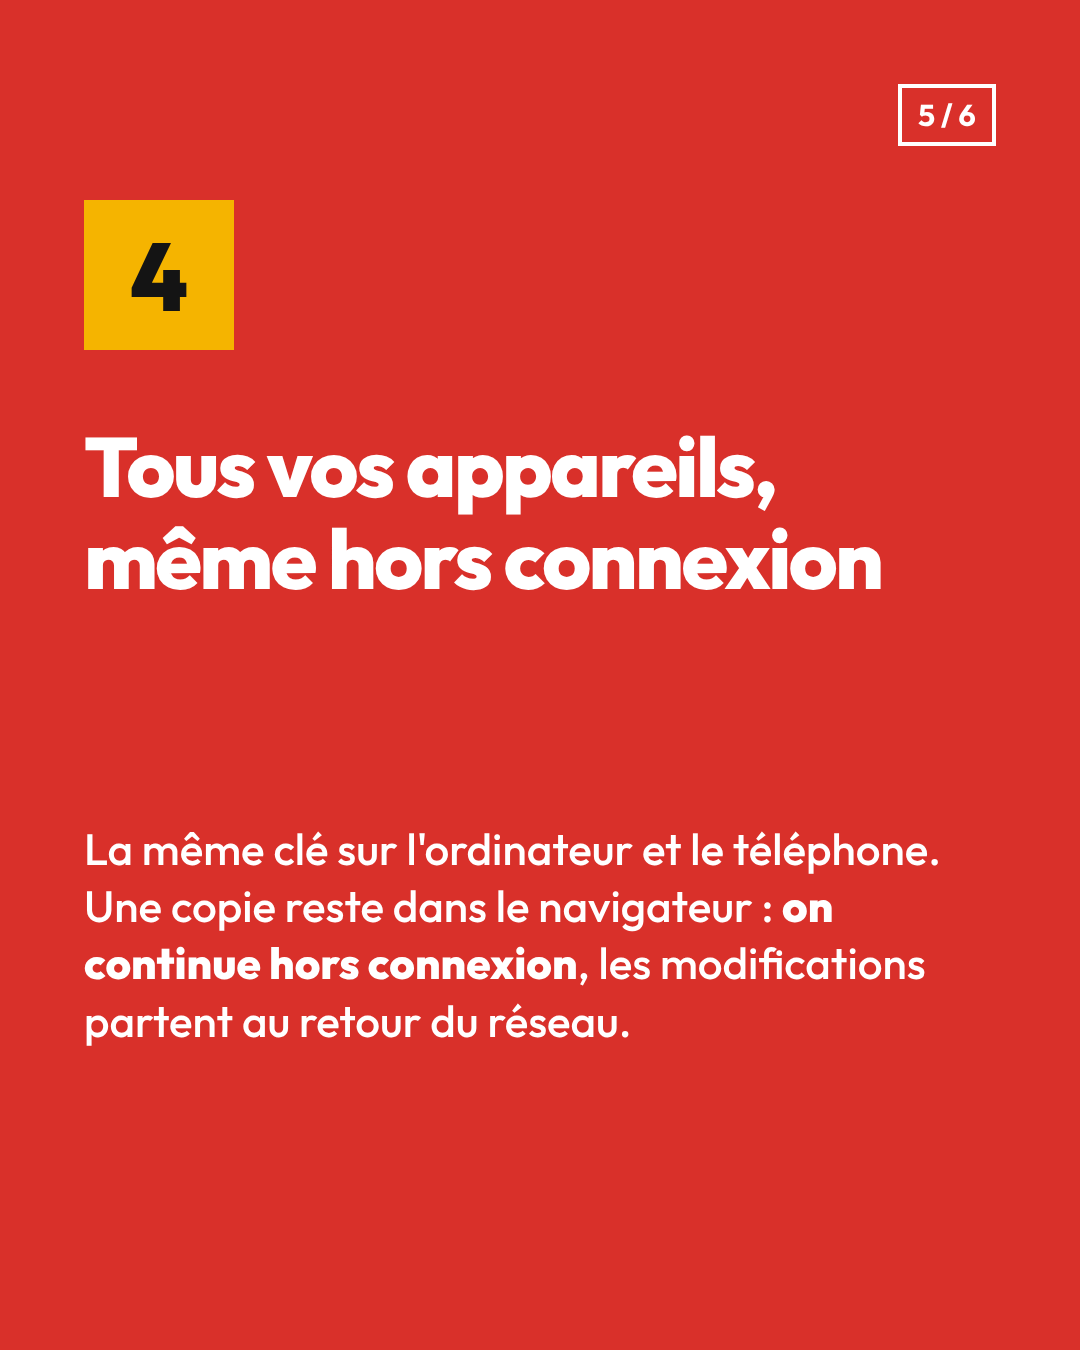 5 / 6
4
Tous vos appareils,
même hors connexion
La même clé sur l'ordinateur et le téléphone.
Une copie reste dans le navigateur : on
continue hors connexion, les modifications
partent au retour du réseau.